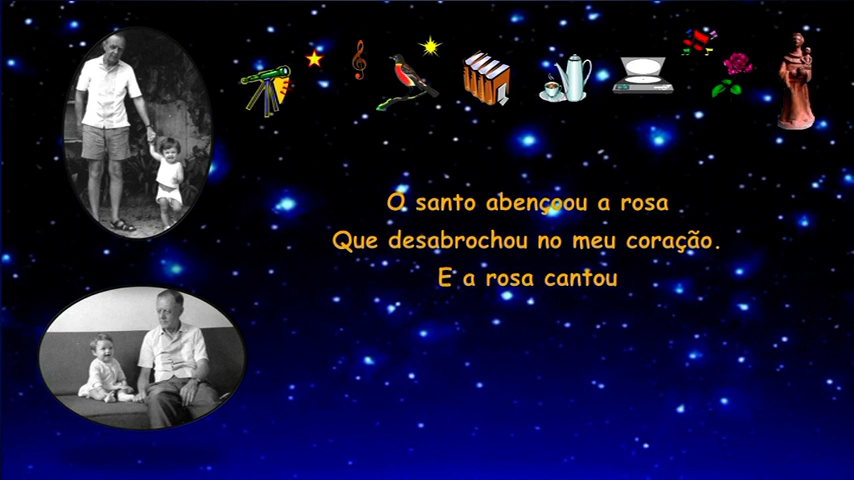 O santo abençoou a rosa
Que desabrochou no meu coração.
E a rosa cantou